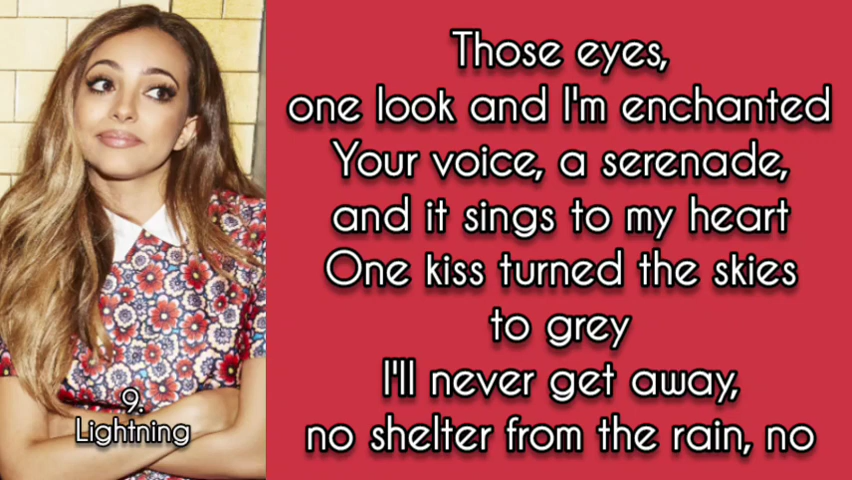 Those eyes,
one look and I'm enchanted
Your voice, a serenade,
and it sings to my heart
One kiss turned the skies
to grey
I'll never get away,
no shelter from the rain, no
9.
Lightning